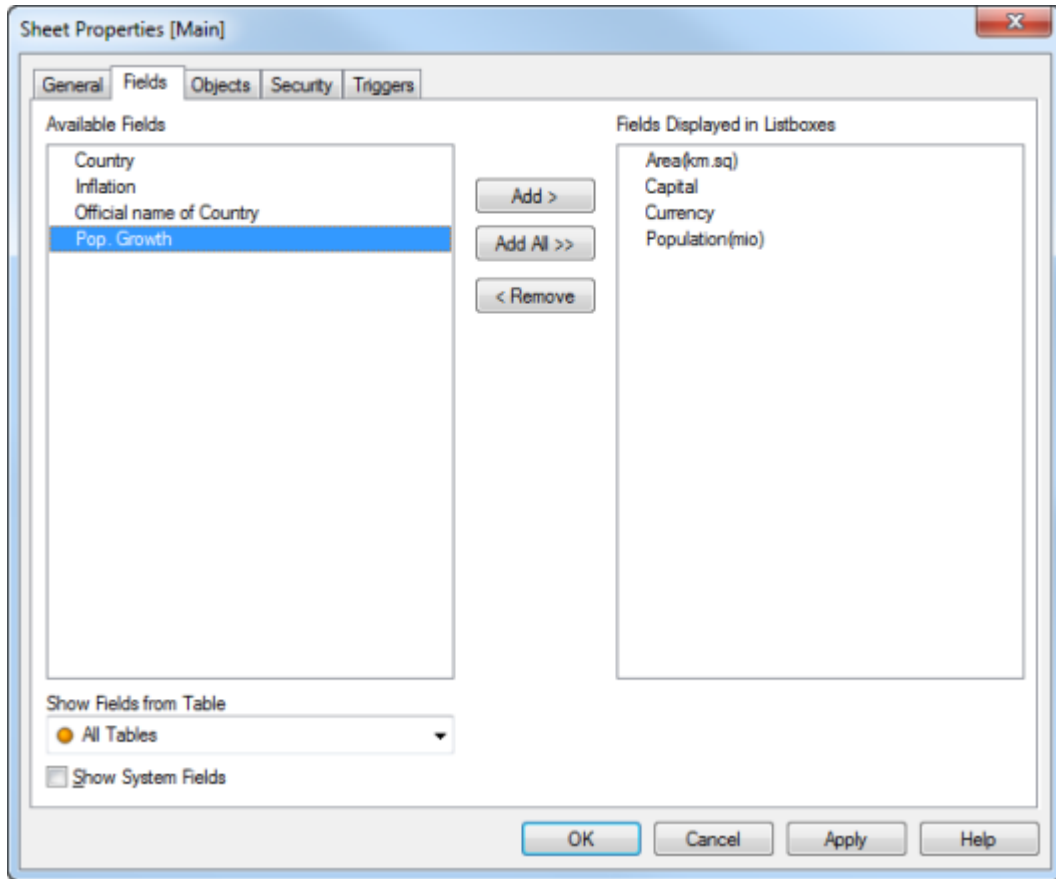 Sheet Properties [Main]
x
General Fields Objects Security Triggers
Available Fields
Country
Inflation
Official name of Country
Pop. Growth
Add >
Add All >>
< Remove
Fields Displayed in Listboxes
Area(km.sq)
Capital
Currency
Population(mio)
Show Fields from Table
All Tables
Show System Fields
OK Cancel Apply Help